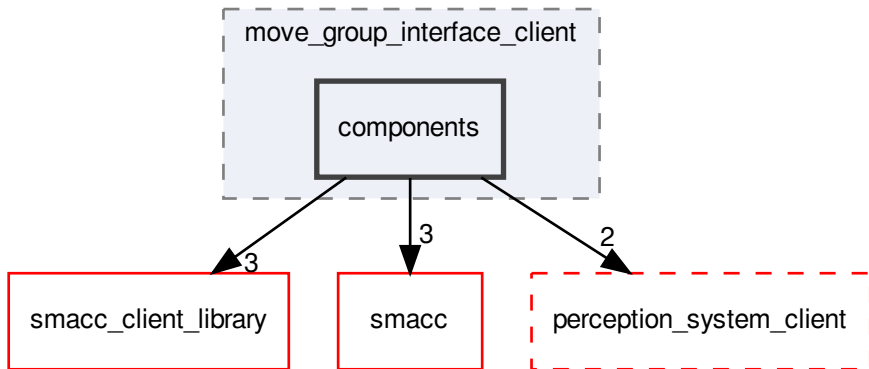 move_group_interface_client
components
3
3
2
smacc_client_library
smacc
perception_system_client